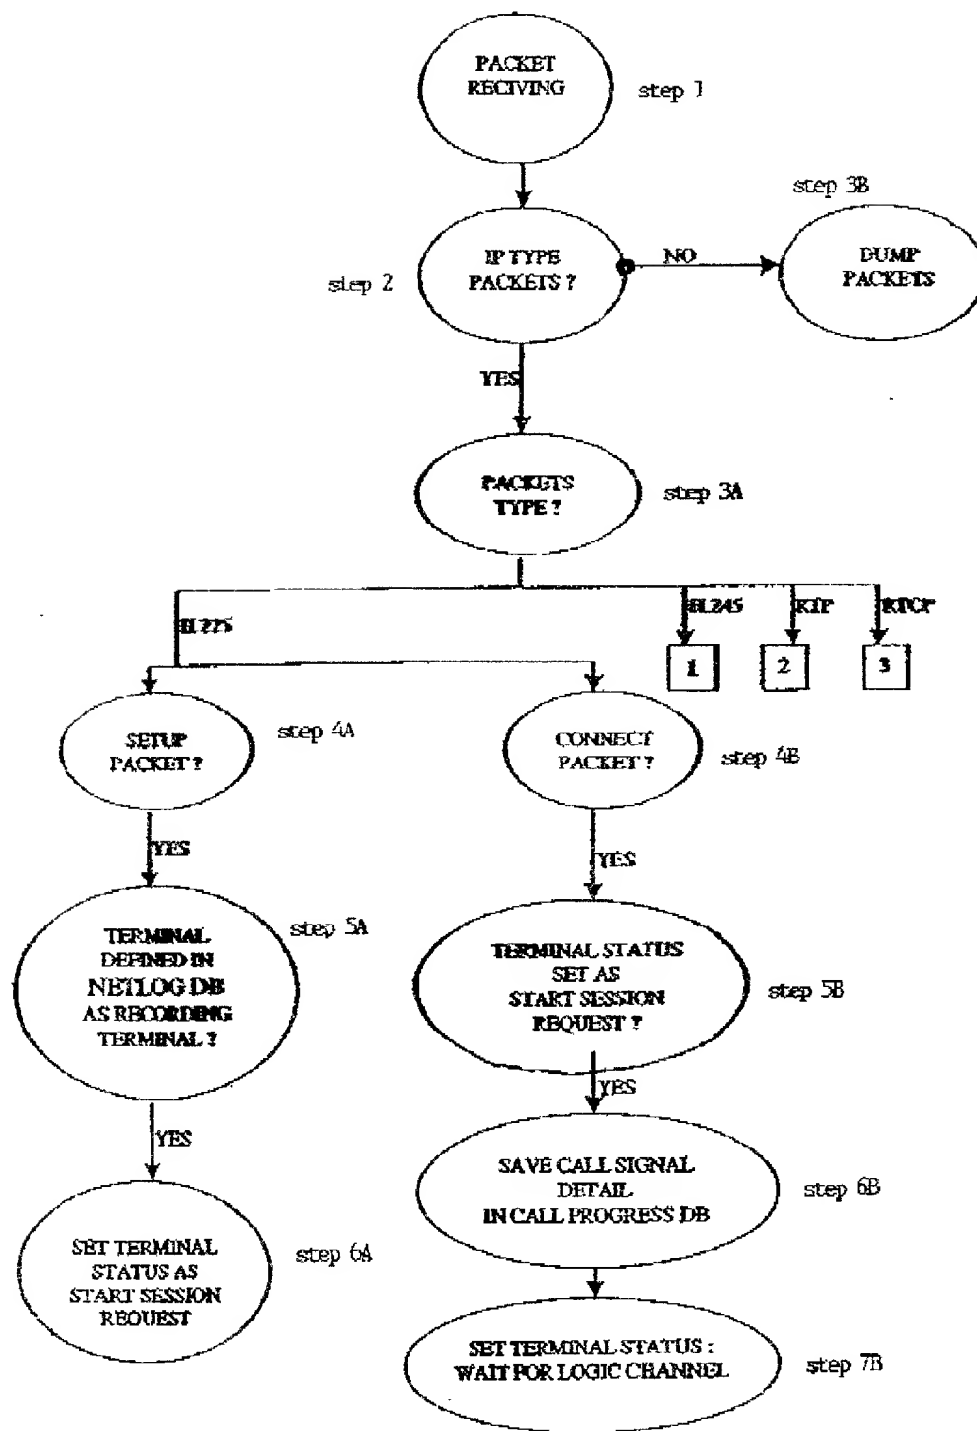 PACKET
RECIVING
step 1
step 3B
IP TYPE
PACKETS ?
step 2
NO
DUMP
PACKETS
YES
PACKETS
TYPE ?
step 3A
H.225
H.245
RTP
RTCP
1
2
3
SETUP
PACKET ?
step 4A
CONNECT
PACKET ?
step 4B
YES
YES
TERMINAL
DEFINED IN
NETLOG DB
AS RECORDING
TERMINAL ?
step 5A
TERMINAL STATUS
SET AS
START SESSION
REQUEST ?
step 5B
YES
YES
SAVE CALL SIGNAL
DETAIL
IN CALL PROGRESS DB
step 6B
SET TERMINAL
STATUS AS
START SESSION
REQUEST
step 6A
SET TERMINAL STATUS :
WAIT FOR LOGIC CHANNEL
step 7B